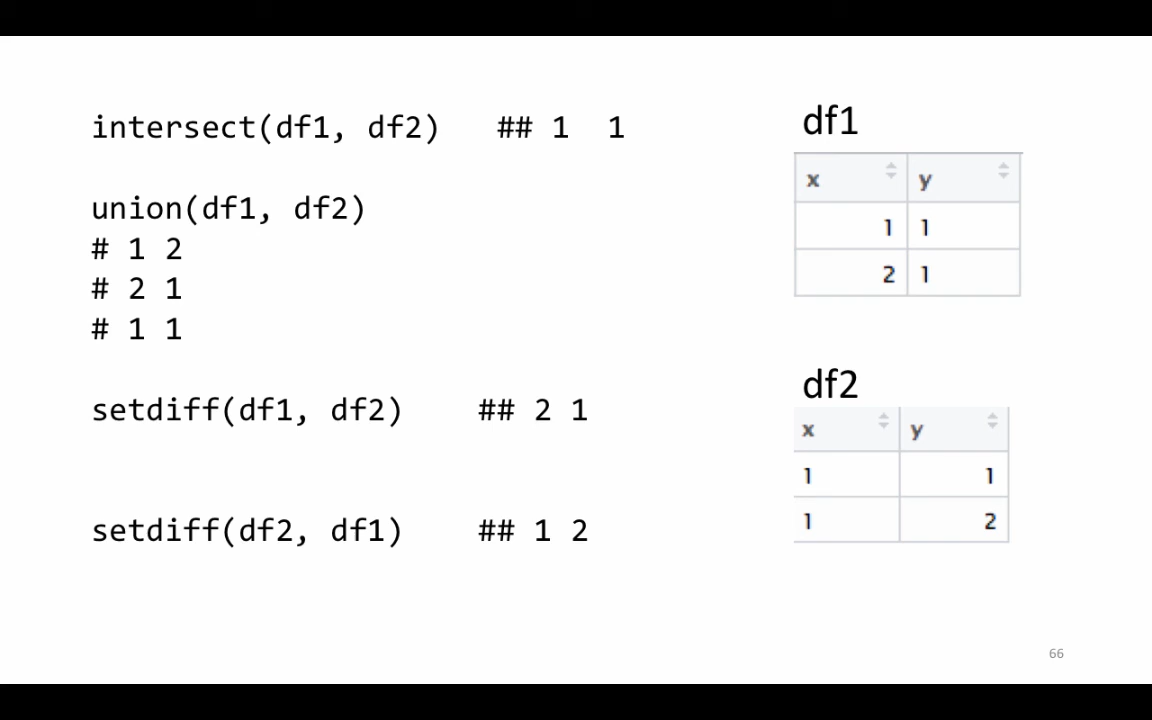 intersect(df1, df2)   ## 1  1
union(df1, df2)
# 1 2
# 2 1
# 1 1
setdiff(df1, df2)    ## 2 1
setdiff(df2, df1)    ## 1 2
df1
x y
1 1
2 1
df2
x y
1 1
1 2
66